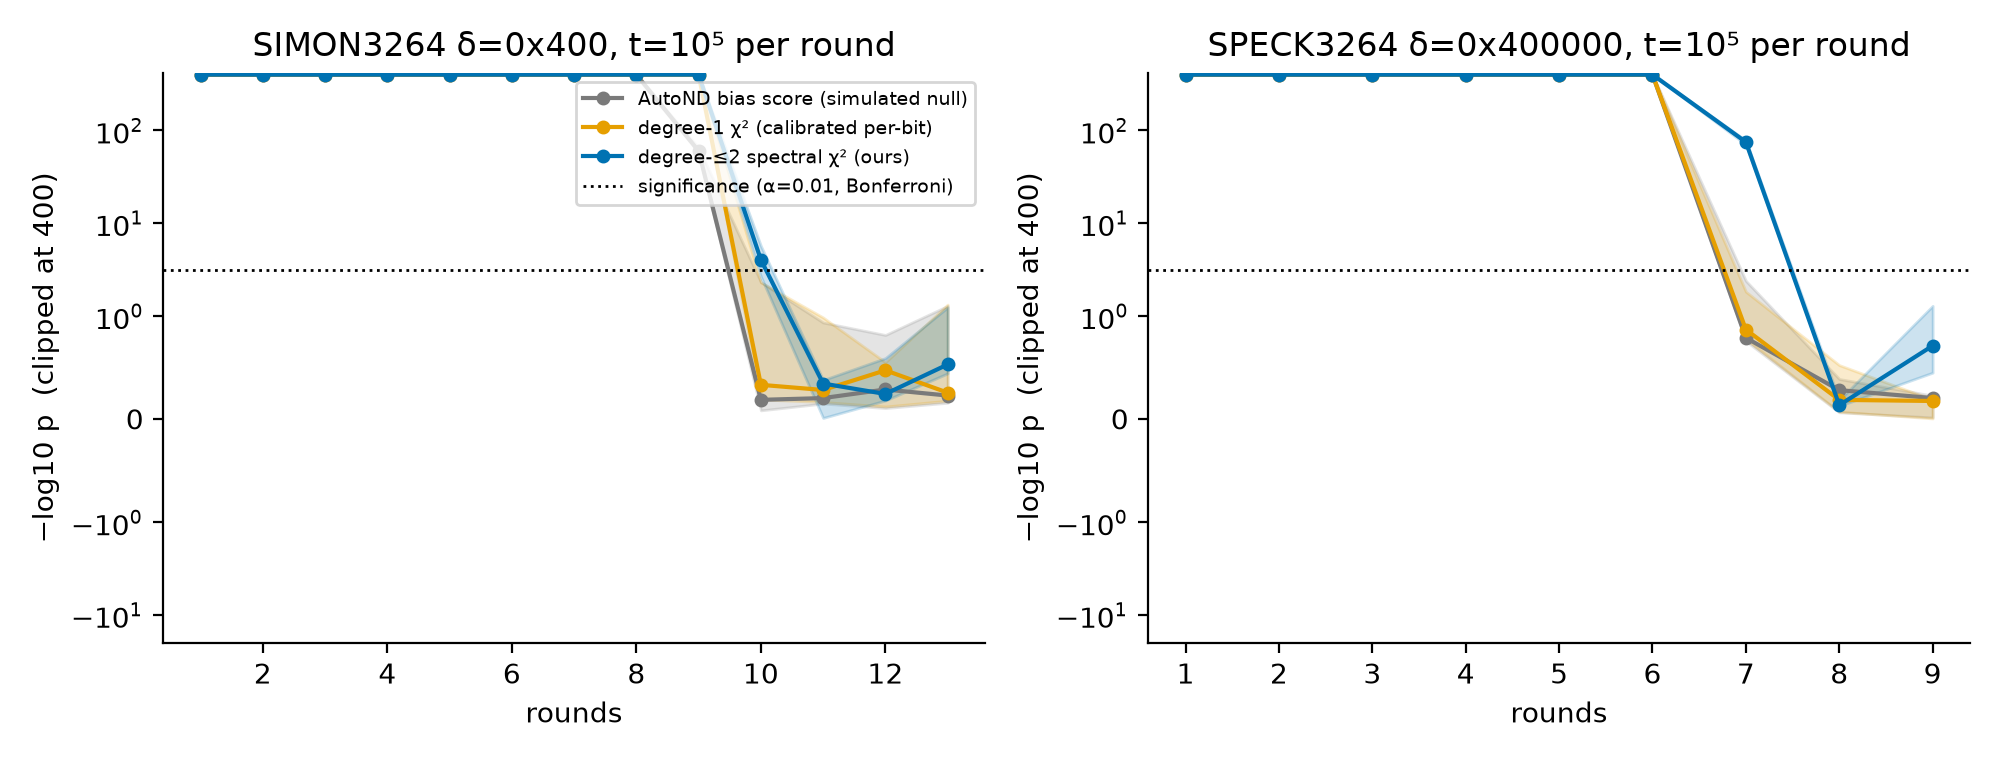 SIMON3264 δ=0x400, t=10⁵ per round
−log10 p  (clipped at 400)
10²
10¹
10⁰
0
−10⁰
−10¹
AutoND bias score (simulated null)
degree-1 χ² (calibrated per-bit)
degree-≤2 spectral χ² (ours)
significance (α=0.01, Bonferroni)
2 4 6 8 10 12
rounds
SPECK3264 δ=0x400000, t=10⁵ per round
−log10 p  (clipped at 400)
10²
10¹
10⁰
0
−10⁰
−10¹
1 2 3 4 5 6 7 8 9
rounds